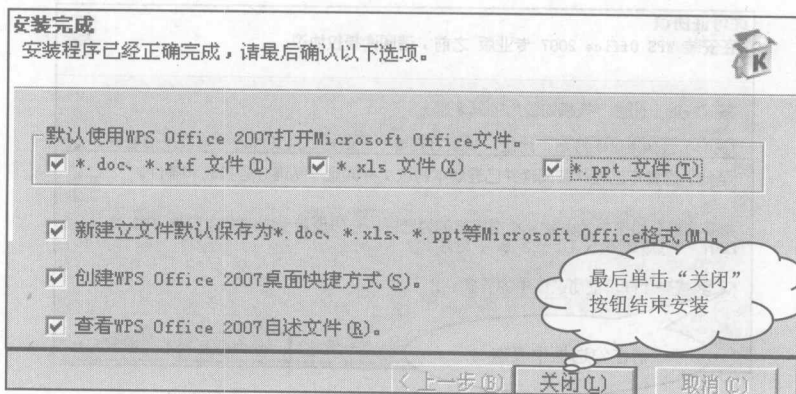 安装完成
安装程序已经正确完成，请最后确认以下选项。
K
默认使用WPS Office 2007打开Microsoft Office文件。
*.doc、*.rtf 文件(D)
*.xls 文件(X)
*.ppt 文件(T)
新建立文件默认保存为*.doc、*.xls、*.ppt等Microsoft Office格式(M)。
创建WPS Office 2007桌面快捷方式(S)。
查看WPS Office 2007自述文件(R)。
最后单击“关闭”
按钮结束安装
<上一步(B)
关闭(L)
取消(C)